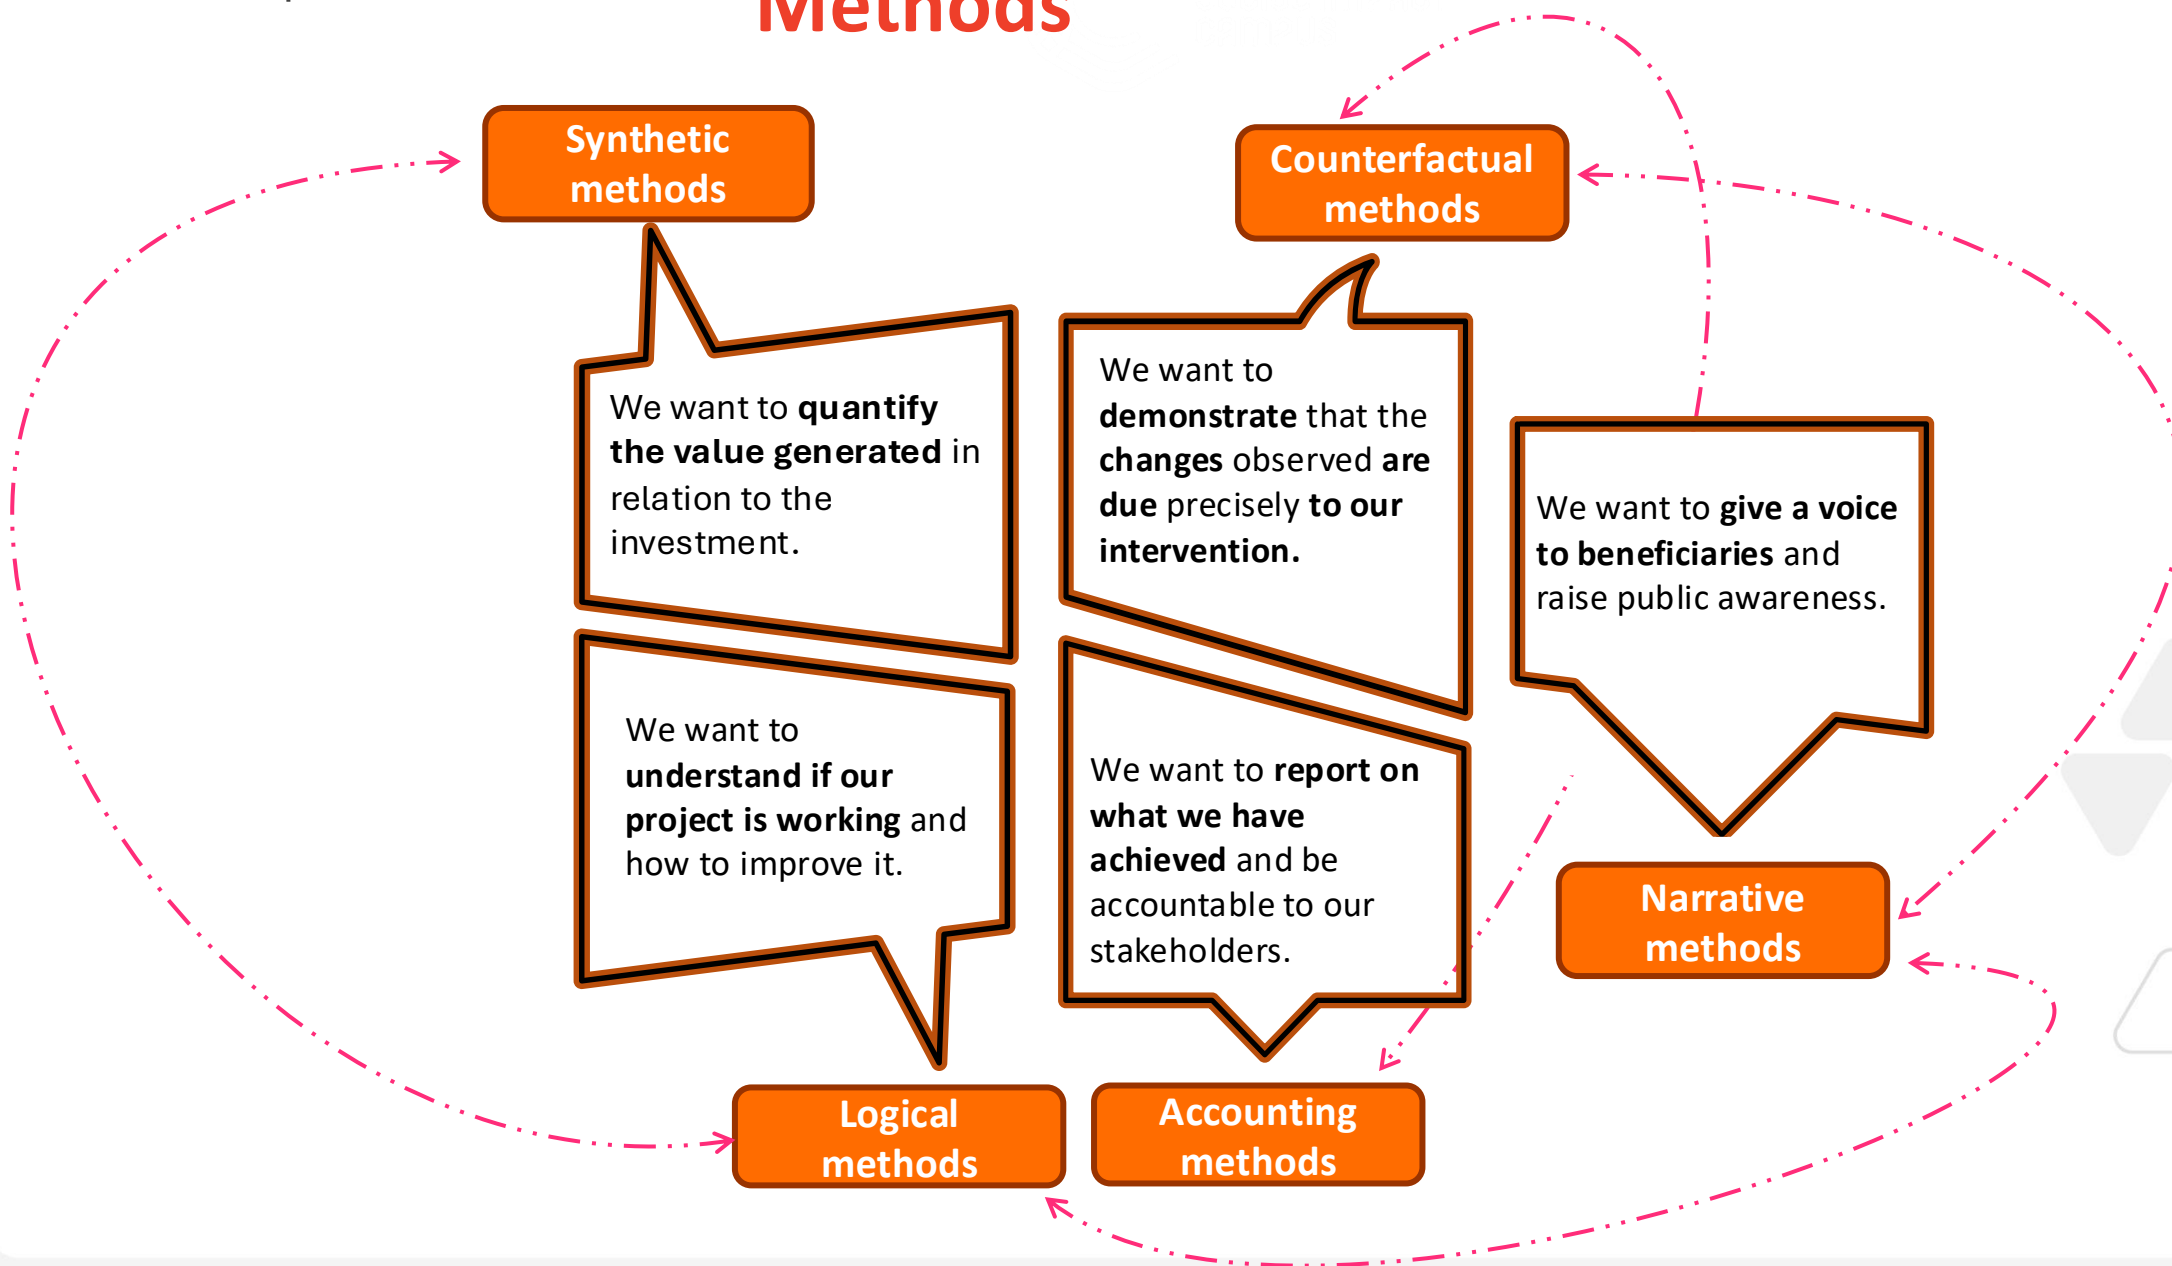 Methods
Synthetic
methods
Counterfactual
methods
We want to quantify
the value generated in
relation to the
investment.
We want to
demonstrate that the
changes observed are
due precisely to our
intervention.
We want to give a voice
to beneficiaries and
raise public awareness.
We want to
understand if our
project is working and
how to improve it.
We want to report on
what we have
achieved and be
accountable to our
stakeholders.
Narrative
methods
Logical
methods
Accounting
methods